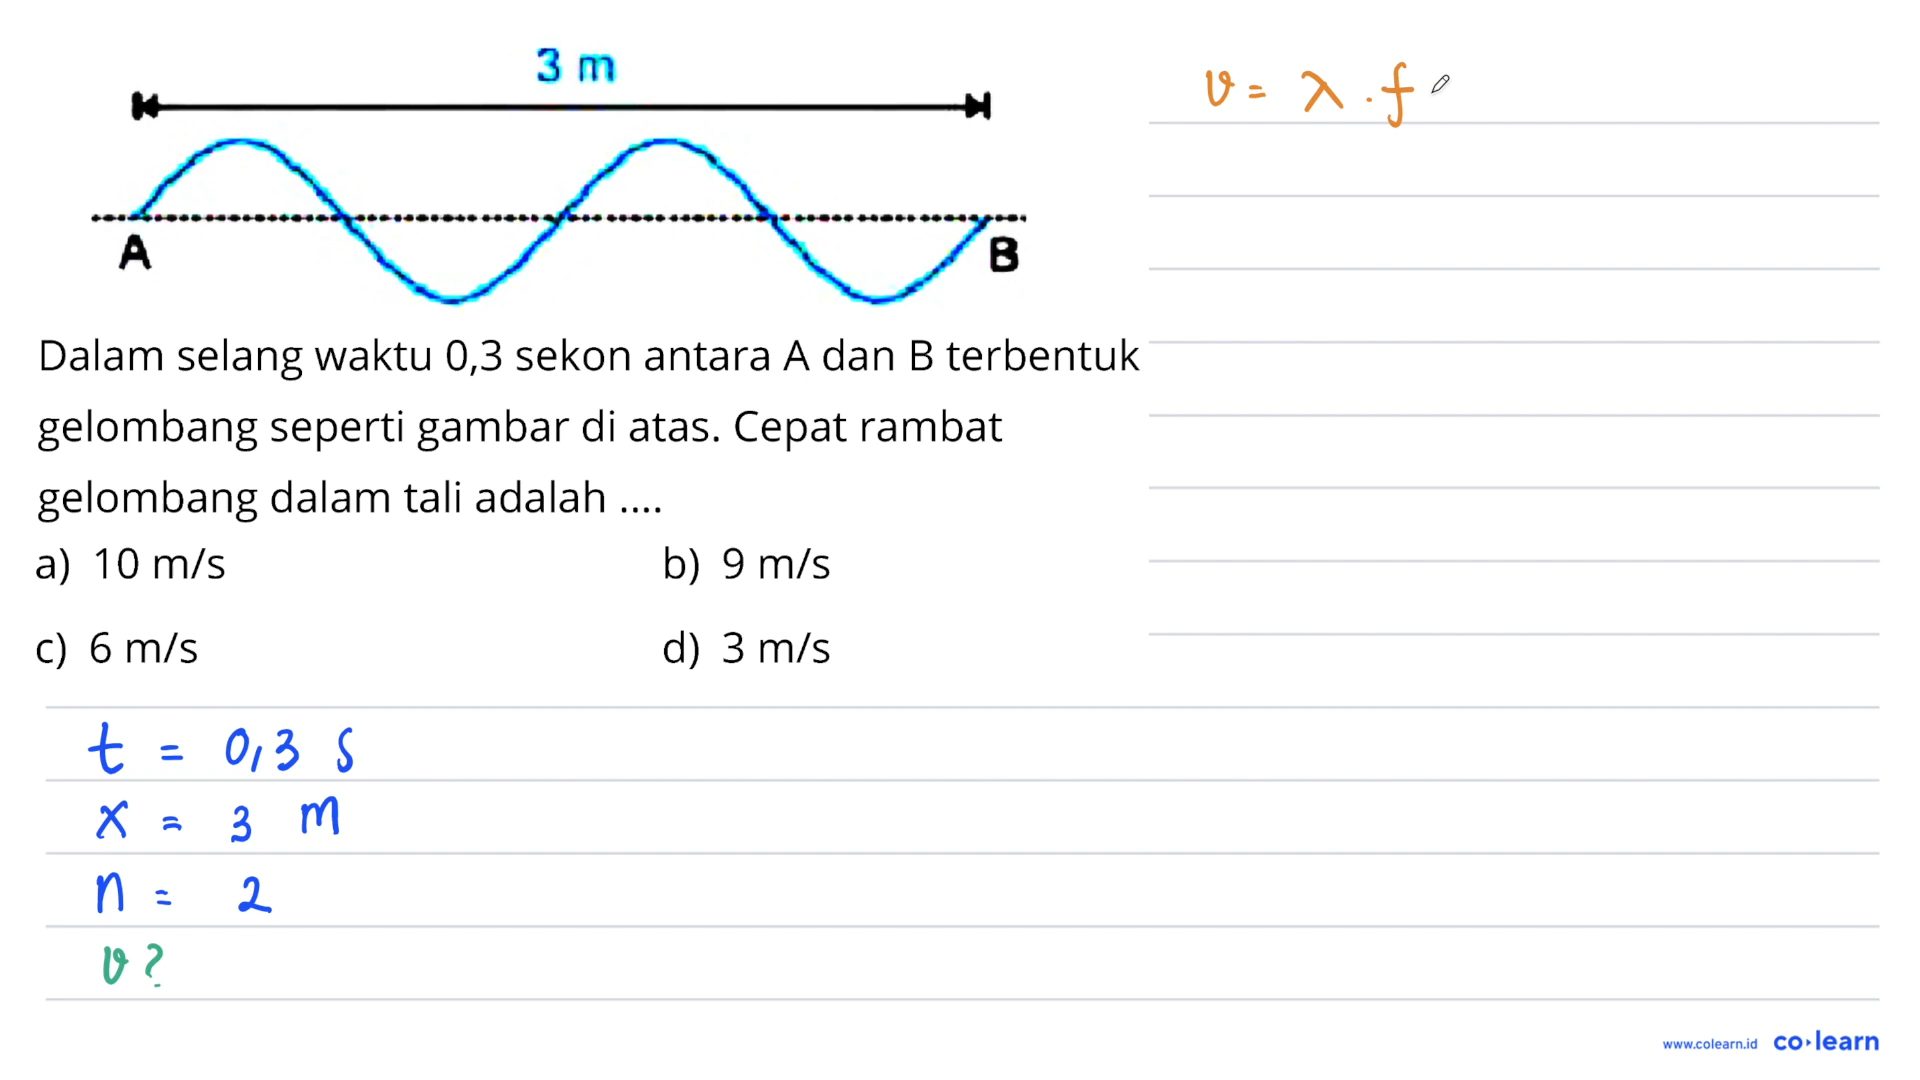 3 m
v = λ . f
A
B
Dalam selang waktu 0,3 sekon antara A dan B terbentuk
gelombang seperti gambar di atas. Cepat rambat
gelombang dalam tali adalah ....
a) 10 m/s
b) 9 m/s
c) 6 m/s
d) 3 m/s
t = 0,3 s
x = 3 m
n = 2
v ?
www.colearn.id
co learn